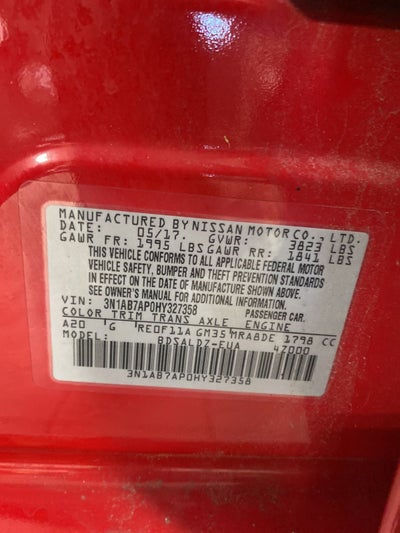 MANUFACTURED BY NISSAN MOTOR CO., LTD.
DATE: 05/17. GVWR: 3823 LBS
GAWR FR: 1995 LBS GAWR RR: 1841 LBS
THIS VEHICLE CONFORMS TO ALL APPLICABLE FEDERAL MOTOR
VEHICLE SAFETY, BUMPER AND THEFT PREVENTION STANDARDS
IN EFFECT ON THE DATE OF MANUFACTURE SHOWN ABOVE.
SEE OWNER'S MANUAL FOR ADDITIONAL INFORMATION.
VIN: 3N1AB7AP0HY327358 PASSENGER CAR.
COLOR TRIM TRANS AXLE ENGINE
A20 G RE0F11A GM35 MRA8DE 1798 CC
MODEL: BDSALDZ-EUA 4Z000
3N1AB7AP0HY327358